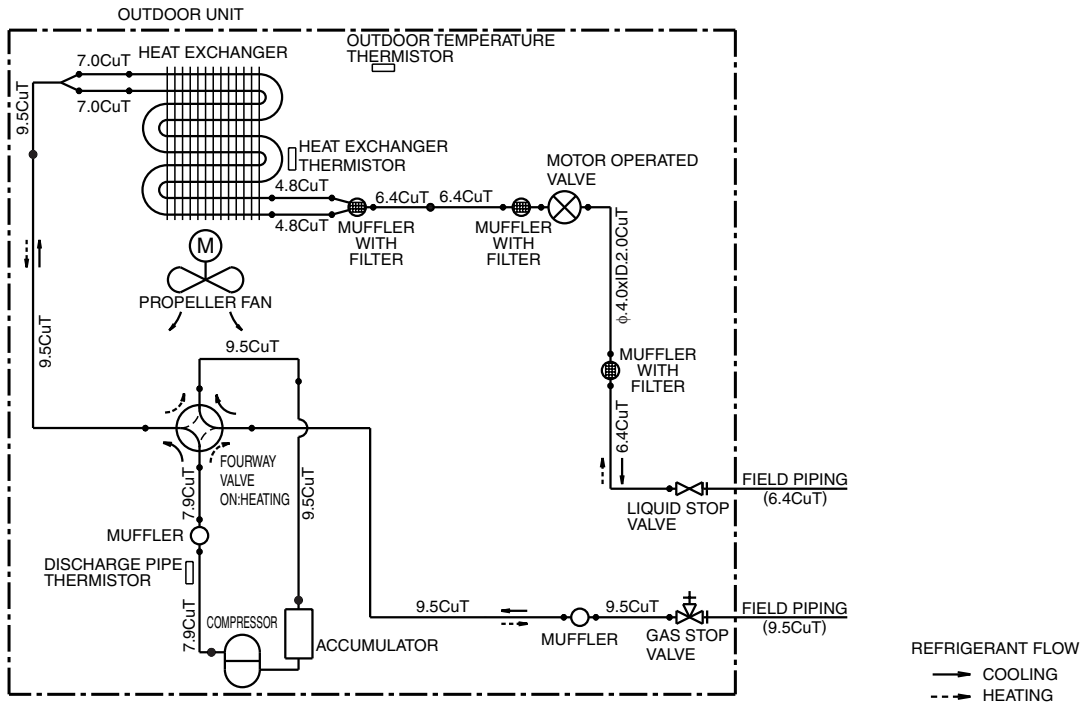 OUTDOOR UNIT
HEAT EXCHANGER
OUTDOOR TEMPERATURE
THERMISTOR
7.0CuT
7.0CuT
9.5CuT
HEAT EXCHANGER
THERMISTOR
MOTOR OPERATED
VALVE
4.8CuT
4.8CuT
6.4CuT
6.4CuT
MUFFLER
WITH
FILTER
MUFFLER
WITH
FILTER
M
PROPELLER FAN
ϕ.4.0xID.2.0CuT
9.5CuT
9.5CuT
MUFFLER
WITH
FILTER
6.4CuT
FOURWAY
VALVE
ON:HEATING
7.9CuT
9.5CuT
FIELD PIPING
(6.4CuT)
LIQUID STOP
VALVE
MUFFLER
DISCHARGE PIPE
THERMISTOR
7.9CuT
COMPRESSOR
ACCUMULATOR
9.5CuT
9.5CuT
MUFFLER
GAS STOP
VALVE
FIELD PIPING
(9.5CuT)
REFRIGERANT FLOW
COOLING
HEATING